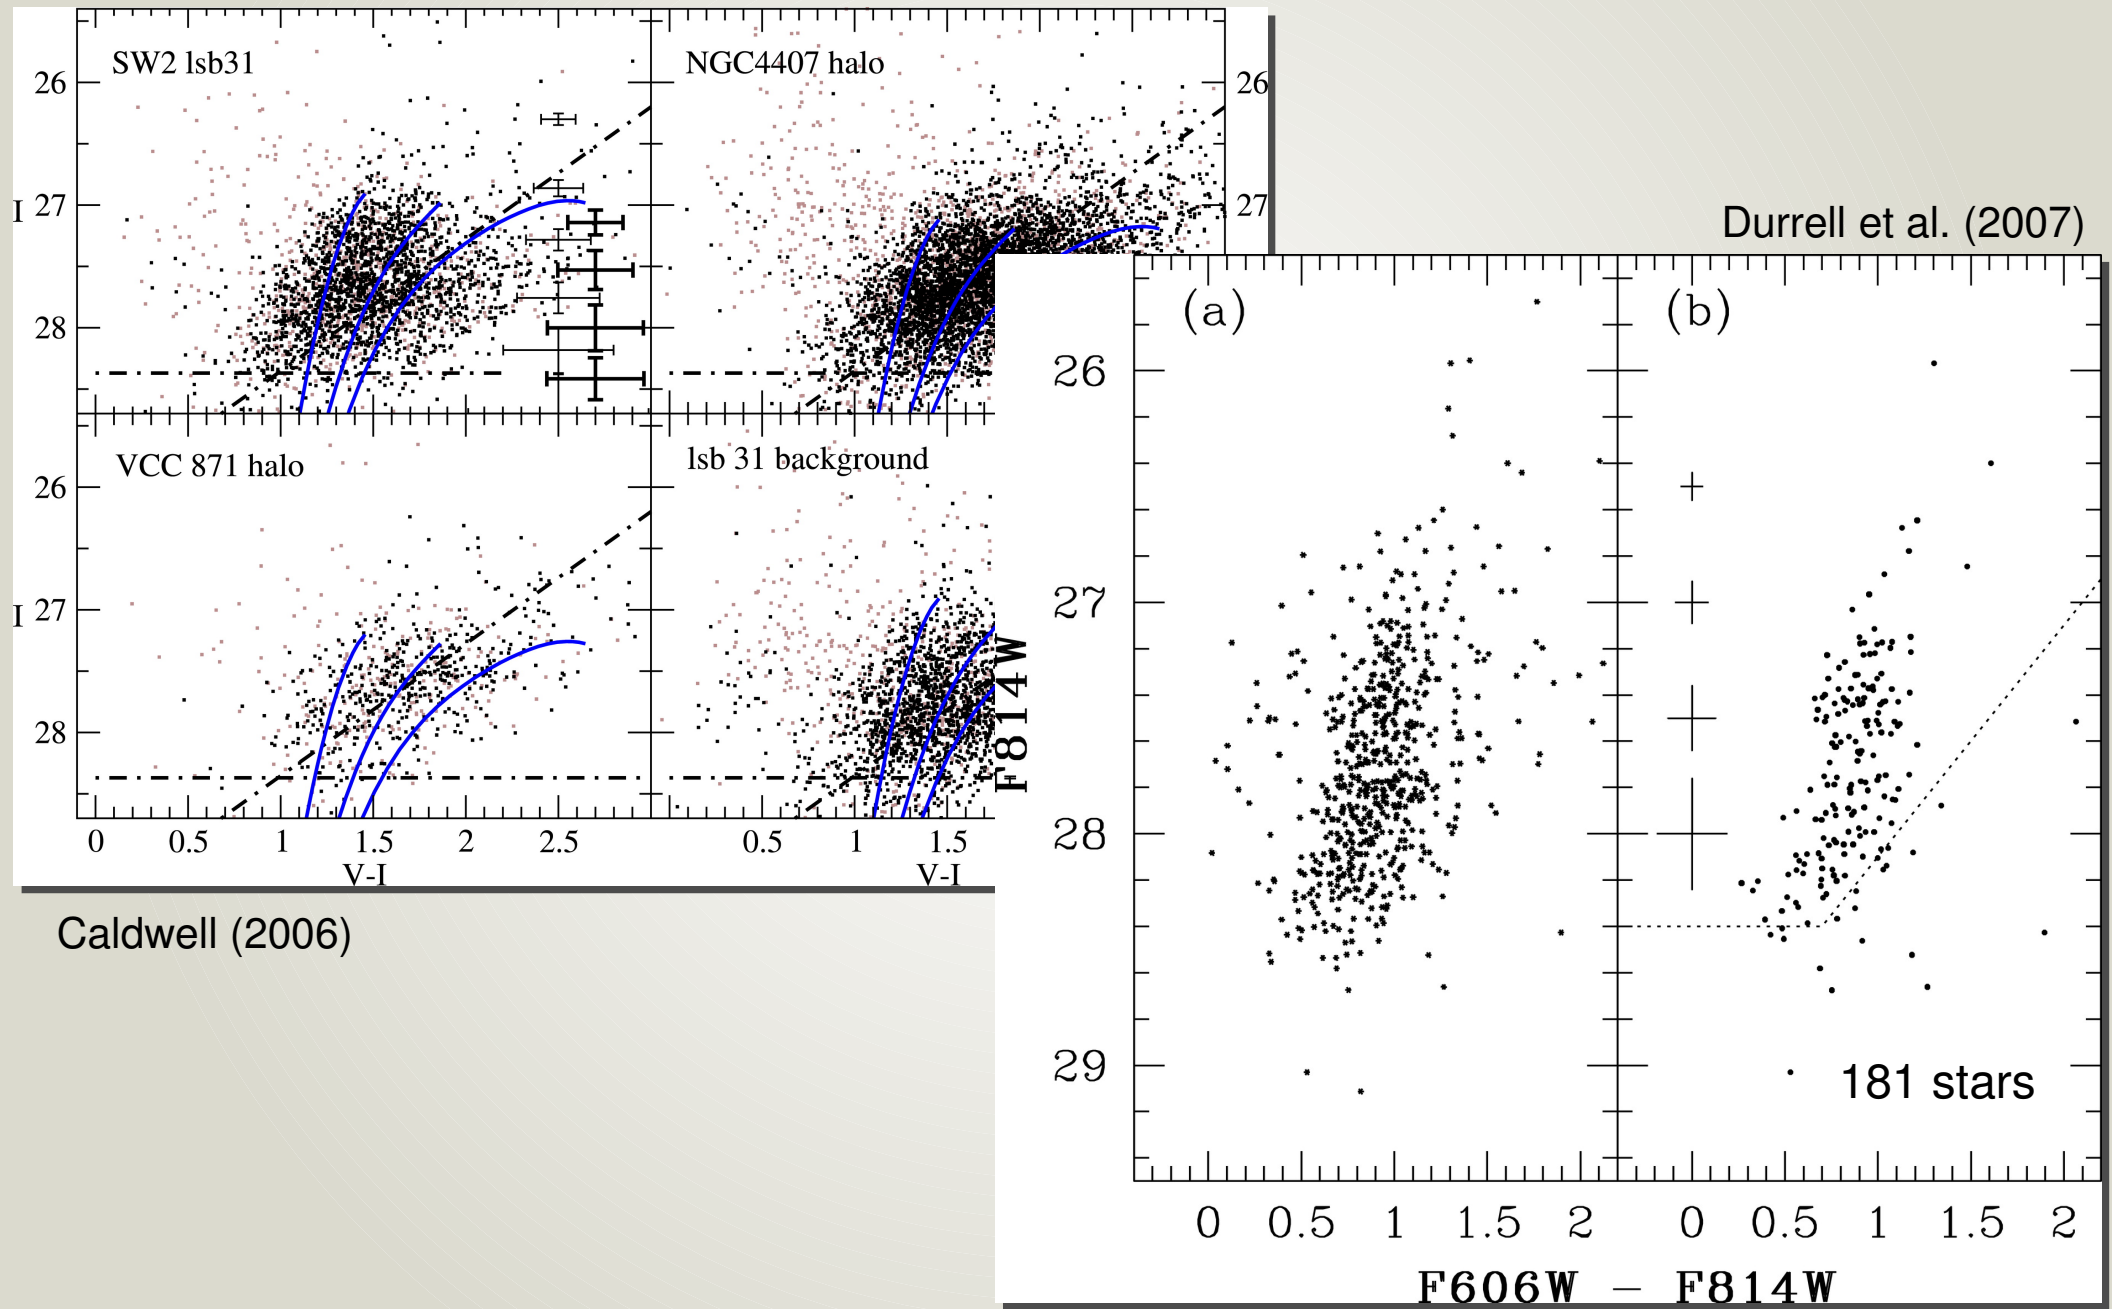 SW2 lsb31
NGC4407 halo
26
26
I 27
27
28
VCC 871 halo
lsb 31 background
26
I 27
28
0 0.5 1 1.5 2 2.5
0.5 1 1.5
V-I
V-I
Caldwell (2006)
Durrell et al. (2007)
(a)
(b)
26
27
28
29
F814W
181 stars
0 0.5 1 1.5 2
0 0.5 1 1.5 2
F606W – F814W